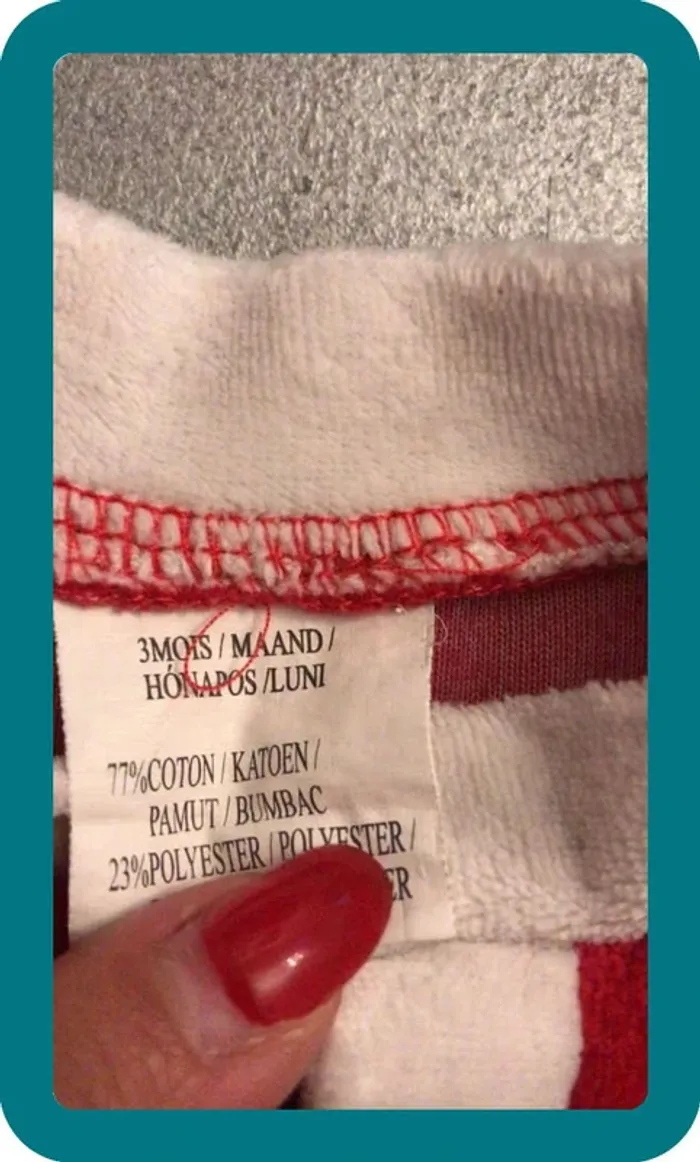 3MOIS / MAAND /
HÓNAPOS /LUNI
77%COTON / KATOEN /
PAMUT / BUMBAC
23%POLYESTER / POLYESTER /